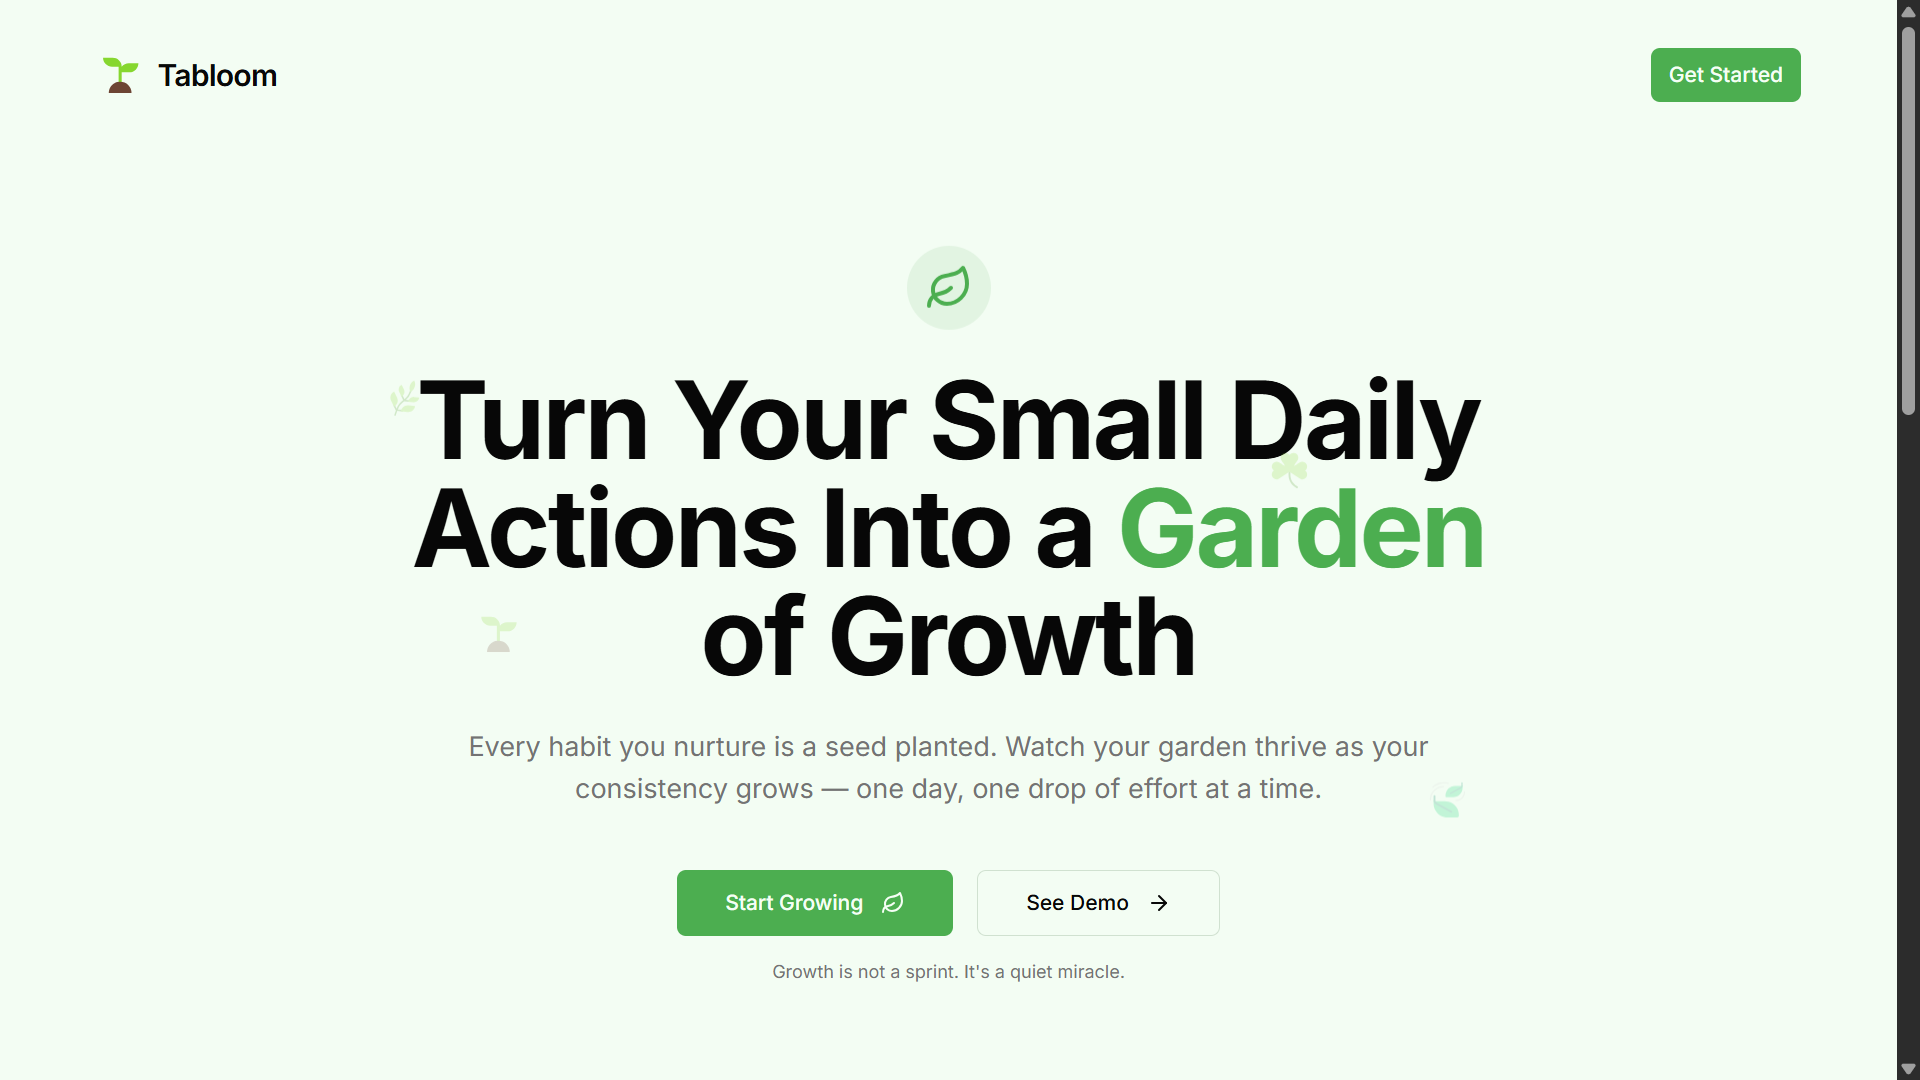 Tabloom
Get Started
Turn Your Small Daily
Actions Into a Garden
of Growth
Every habit you nurture is a seed planted. Watch your garden thrive as your
consistency grows — one day, one drop of effort at a time.
Start Growing
See Demo
Growth is not a sprint. It's a quiet miracle.